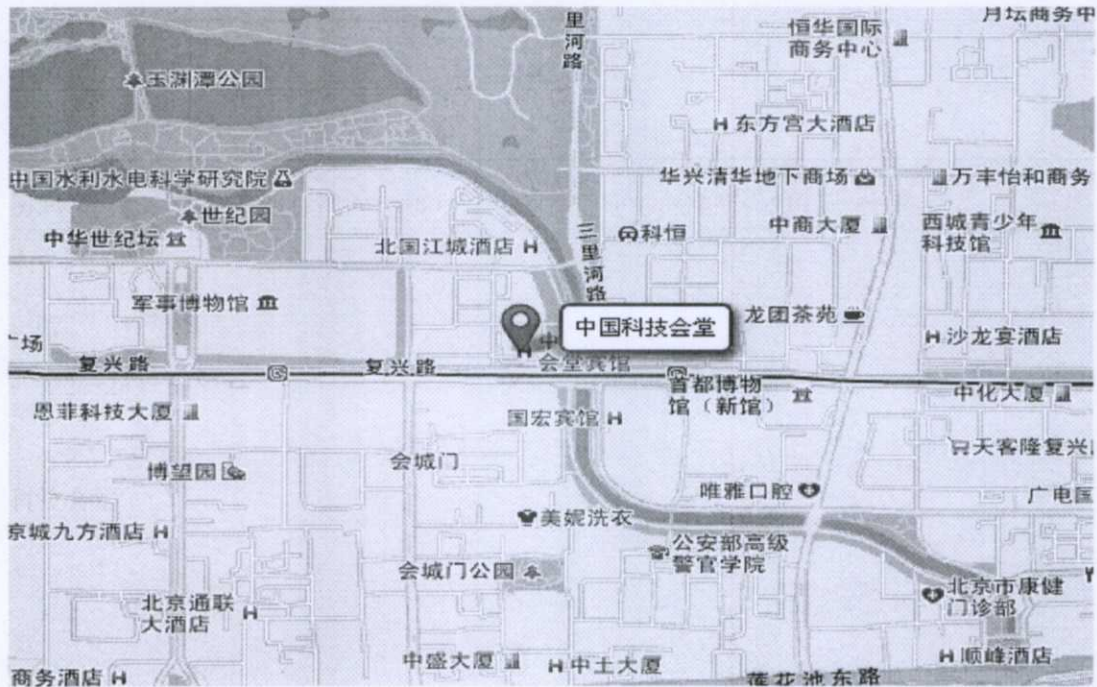 里
河
路
恒华国际
商务中心
月坛商务中
玉渊潭公园
东方宫大酒店
中国水利水电科学研究院
华兴清华地下商场
万丰怡和商务
世纪园
中华世纪坛
北国江城酒店
科恒
三
里
河
路
中商大厦
西城青少年
科技馆
军事博物馆
中国科技会堂
龙团茶苑
沙龙宴酒店
广场
复兴路
复兴路
中
会堂宾馆
首都博物
馆（新馆）
中化大厦
恩菲科技大厦
国宏宾馆
天客隆复兴
博望园
会城门
唯雅口腔
广电国
京城九方酒店
美妮洗衣
公安部高级
警官学院
会城门公园
北京通联
大酒店
北京市康健
门诊部
商务酒店
中盛大厦
中土大厦
顺峰酒店
莲花池东路